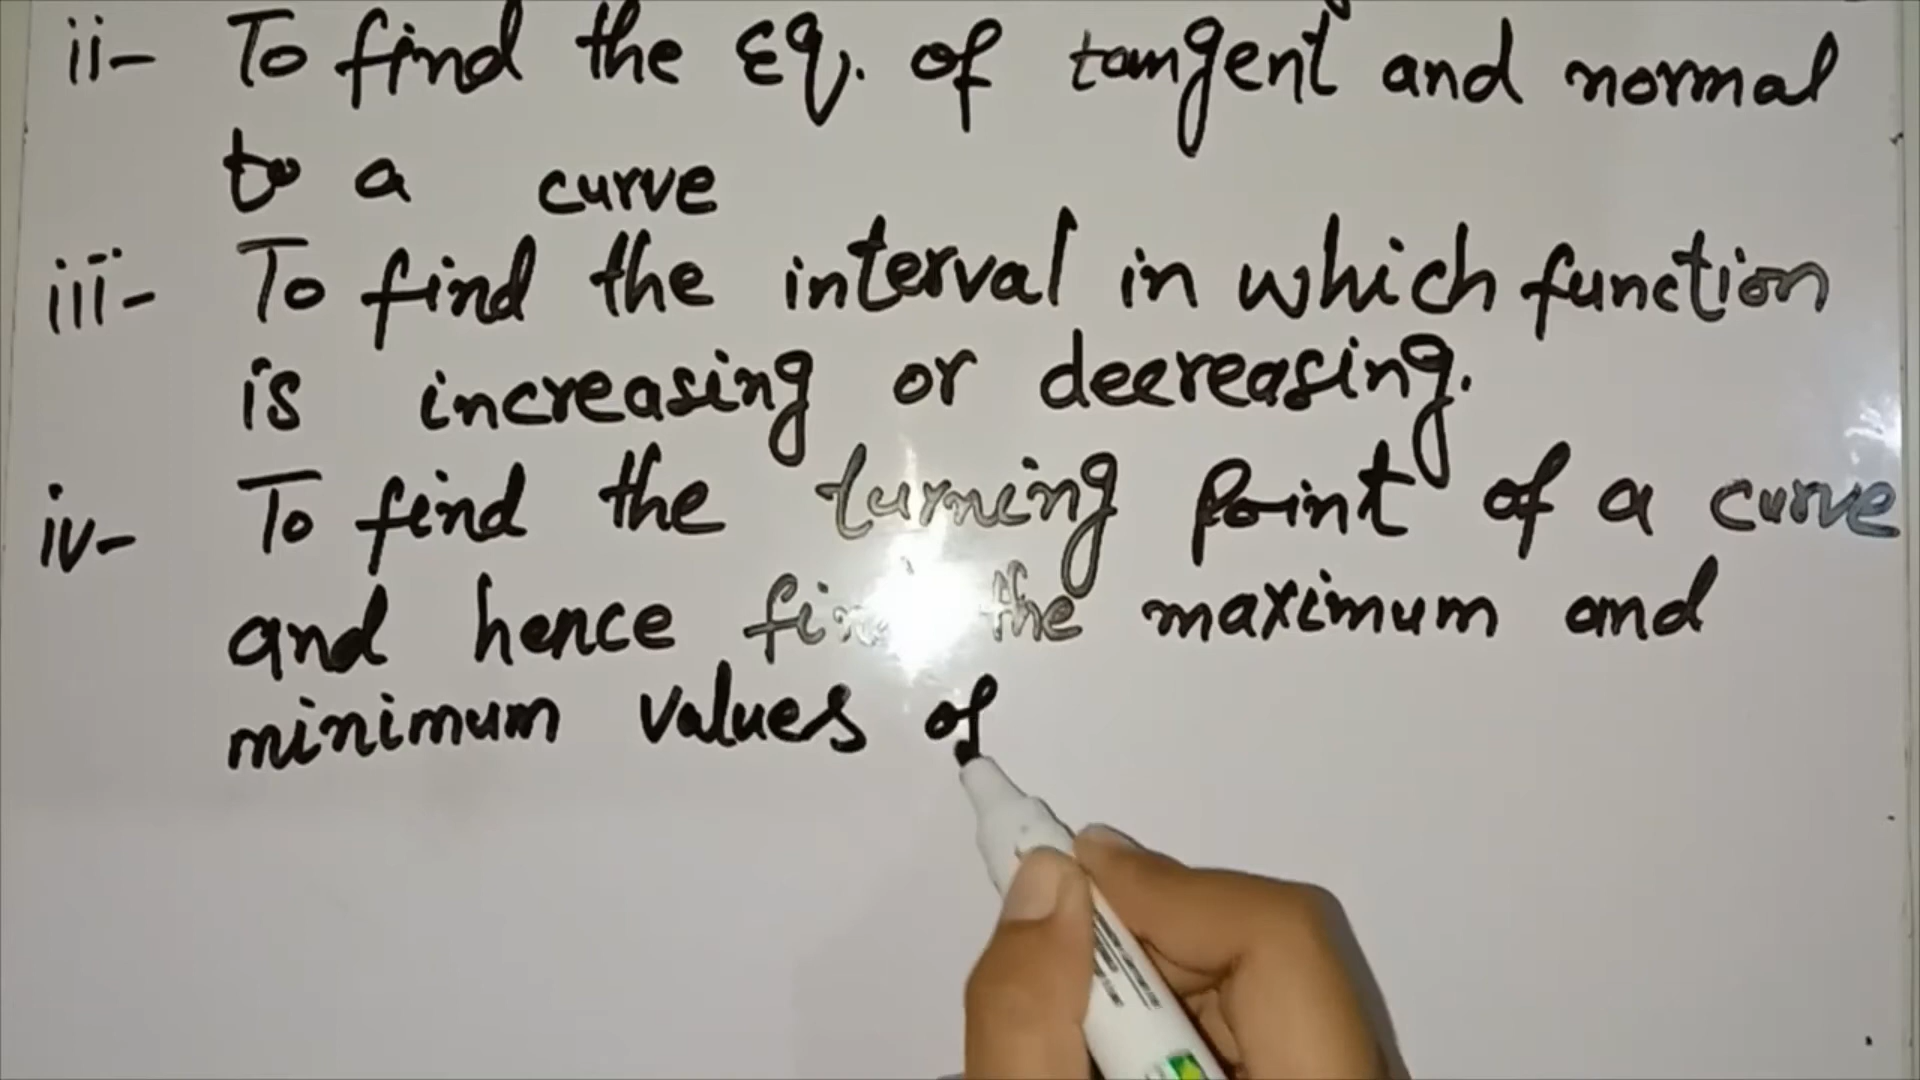 ii- To find the Eq. of tangent and normal
to a curve
iii- To find the interval in which function
is increasing or decreasing.
iv- To find the turning point of a curve
and hence find the maximum and
minimum values of